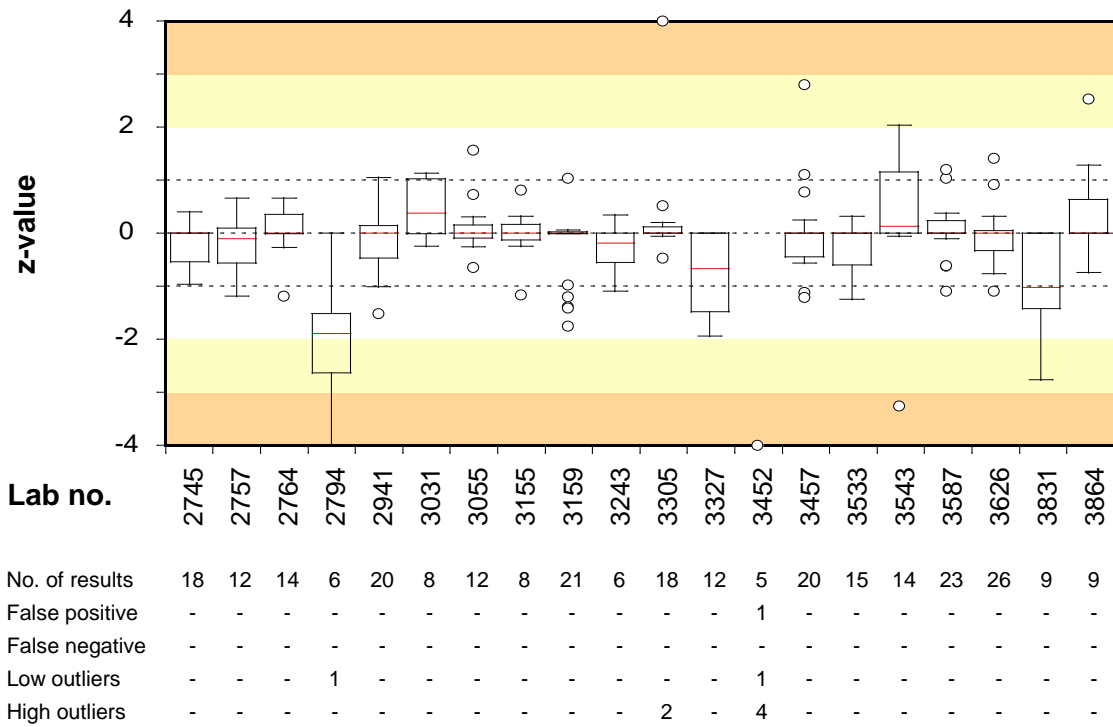 4
2
0
-2
-4
z-value
Lab no. 2745 2757 2764 2794 2941 3031 3055 3155 3159 3243 3305 3327 3452 3457 3533 3543 3587 3626 3831 3864
No. of results 18 12 14 6 20 8 12 8 21 6 18 12 5 20 15 14 23 26 9 9
False positive - - - - - - - - - - - - 1 - - - - - - -
False negative - - - - - - - - - - - - - - - - - - - -
Low outliers - - - 1 - - - - - - - - 1 - - - - - - -
High outliers - - - - - - - - - - 2 - 4 - - - - - - -